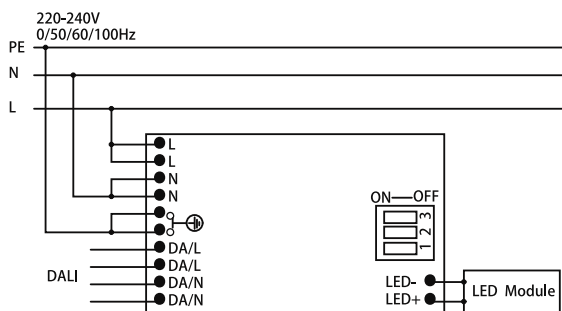 220-240V
0/50/60/100Hz
PE
N
L
L
L
N
N
ON—OFF
3
2
1
DA/L
DA/L
DALI
DA/N
DA/N
LED-
LED+
LED Module